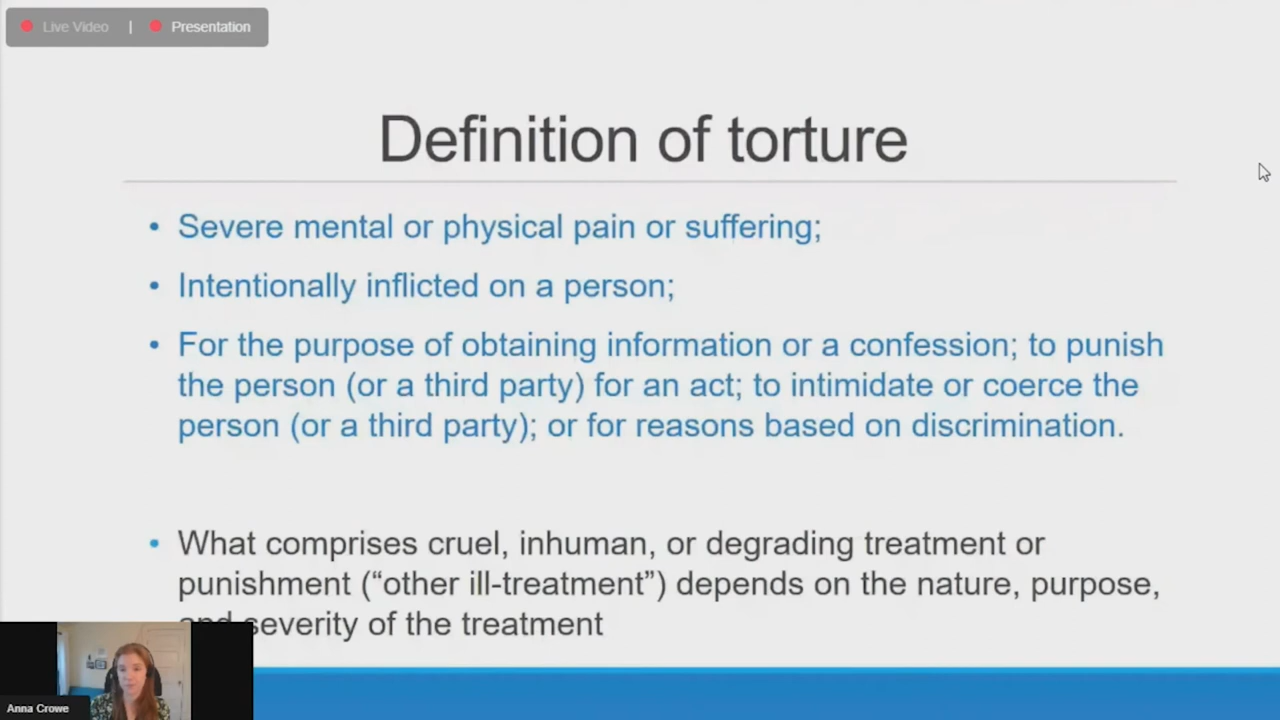 Live Video | Presentation
Definition of torture
• Severe mental or physical pain or suffering;
• Intentionally inflicted on a person;
• For the purpose of obtaining information or a confession; to punish
the person (or a third party) for an act; to intimidate or coerce the
person (or a third party); or for reasons based on discrimination.
• What comprises cruel, inhuman, or degrading treatment or
punishment (“other ill-treatment”) depends on the nature, purpose,
and severity of the treatment
Anna Crowe